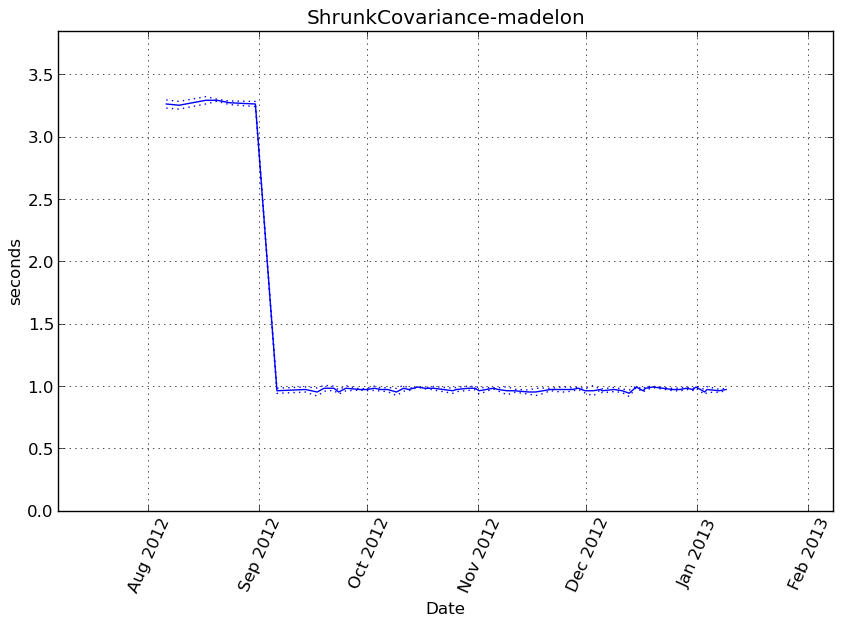 ShrunkCovariance-madelon
3.5
3.0
2.5
2.0
1.5
1.0
0.5
0.0
seconds
Aug 2012
Sep 2012
Oct 2012
Nov 2012
Dec 2012
Jan 2013
Feb 2013
Date